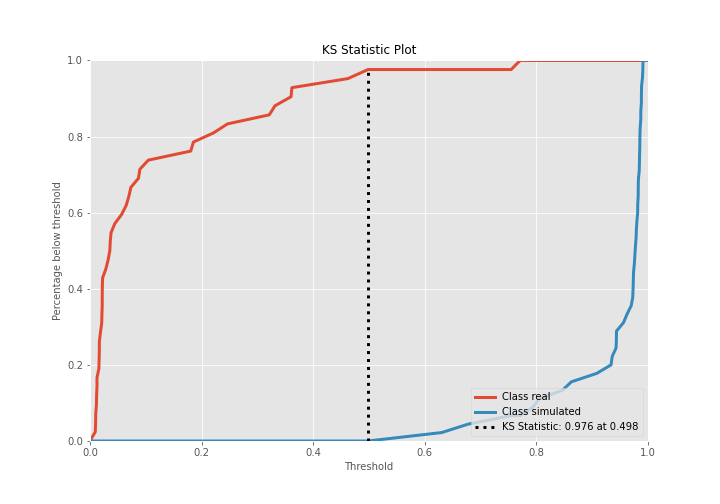 KS Statistic Plot
1.0
0.8
0.6
0.4
0.2
0.0
Percentage below threshold
Class real
Class simulated
KS Statistic: 0.976 at 0.498
0.0 0.2 0.4 0.6 0.8 1.0
Threshold